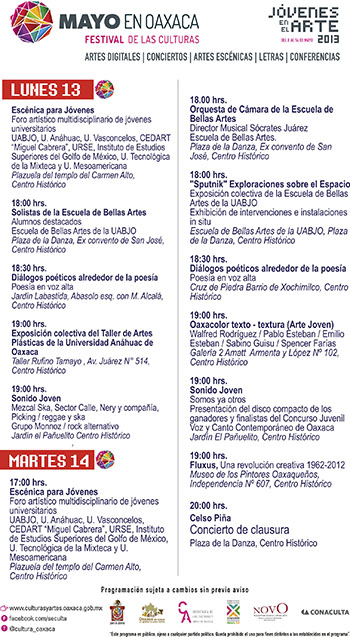 MAYO EN OAXACA
FESTIVAL DE LAS CULTURAS
JÓVENES
EN EL
ARTE
2013
ARTES DIGITALES | CONCIERTOS | ARTES ESCÉNICAS | LETRAS | CONFERENCIAS
LUNES 13
Escénica para Jóvenes
Foro artístico multidisciplinario de jóvenes
universitarios
UABJO, U. Anáhuac, U. Vasconcelos, CEDART
"Miguel Cabrera", URSE, Instituto de Estudios
Superiores del Golfo de México, U. Tecnológica
de la Mixteca y U. Mesoamericana
Plazuela del templo del Carmen Alto,
Centro Histórico
18:00 hrs.
Solistas de la Escuela de Bellas Artes
Alumnos destacados
Escuela de Bellas Artes de la UABJO
Plaza de la Danza, Ex convento de San José,
Centro Histórico
18:30 hrs.
Diálogos poéticos alrededor de la poesía
Poesía en voz alta
Jardín Labastida, Abasolo esq. con M. Alcalá,
Centro Histórico
19:00 hrs.
Exposición colectiva del Taller de Artes
Plásticas de la Universidad Anáhuac de
Oaxaca
Taller Rufino Tamayo , Av. Juárez N° 514,
Centro Histórico
19:00 hrs.
Sonido Joven
Mezcal Ska, Sector Calle, Nery y compañía,
Picking / reggae y ska
Grupo Monnoz / rock alternativo
Jardín el Pañuelito Centro Histórico
MARTES 14
17:00 hrs.
Escénica para Jóvenes
Foro artístico multidisciplinario de jóvenes
universitarios
UABJO, U. Anáhuac, U. Vasconcelos,
CEDART "Miguel Cabrera", URSE, Instituto
de Estudios Superiores del Golfo de México,
U. Tecnológica de la Mixteca y U.
Mesoamericana
Plazuela del templo del Carmen Alto,
Centro Histórico
18.00 hrs.
Orquesta de Cámara de la Escuela de
Bellas Artes
Director Musical Sócrates Juárez
Escuela de Bellas Artes.
Plaza de la Danza, Ex convento de San
José, Centro Histórico
18:00 hrs.
"Sputnik" Exploraciones sobre el Espacio
Exposición colectiva de la Escuela de Bellas
Artes de la UABJO
Exhibición de intervenciones e instalaciones
in situ
Escuela de Bellas Artes de la UABJO, Plaza
de la Danza, Centro Histórico
18:30 hrs.
Diálogos poéticos alrededor de la poesía
Poesía en voz alta
Cruz de Piedra Barrio de Xochimilco, Centro
Histórico
19:00 hrs.
Oaxacolor texto - textura (Arte Joven)
Walfred Rodríguez / Pablo Esteban / Emilio
Esteban / Sabino Guisu / Spencer Farías
Galería 2 Amatt Armenta y López Nº 102,
Centro Histórico
19:00 hrs.
Sonido Joven
Somos ya otros
Presentación del disco compacto de los
ganadores y finalistas del Concurso Juvenil
Voz y Canto Contemporáneo de Oaxaca
Jardín El Pañuelito, Centro Histórico
19:00 hrs.
Fluxus, Una revolución creativa 1962-2012
Museo de los Pintores Oaxaqueños,
Independencia Nº 607, Centro Histórico
20:00 hrs.
Celso Piña
Concierto de clausura
Plaza de la Danza, Centro Histórico
Programación sujeta a cambios sin previo aviso
www.culturasyartes.oaxaca.gob.mx
facebook.com/seculta
@cultura_oaxaca
NOVO
CONACULTA
"Este programa es público, ajeno a cualquier partido político. Queda prohibido el uso para fines distintos a los establecidos en el programa"